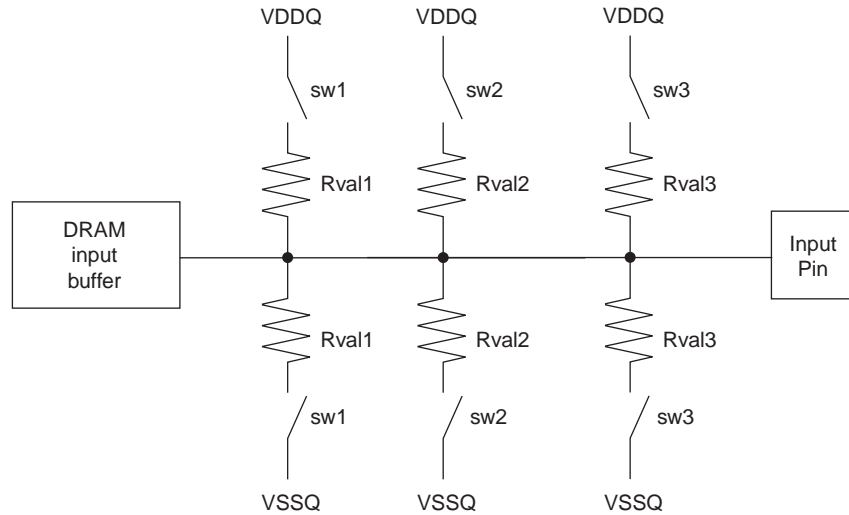 VDDQ VDDQ VDDQ
sw1 sw2 sw3
Rval1 Rval2 Rval3
DRAM
input
buffer
Input
Pin
Rval1 Rval2 Rval3
sw1 sw2 sw3
VSSQ VSSQ VSSQ